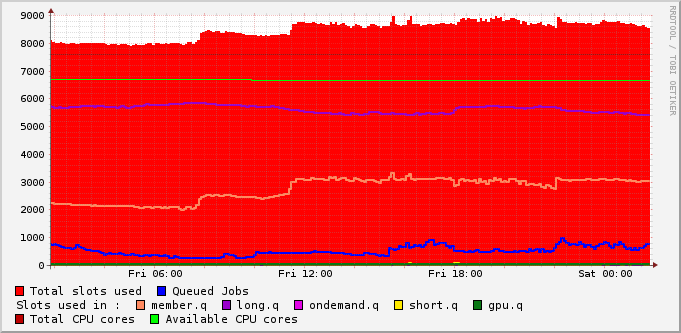 9000
8000
7000
6000
5000
4000
3000
2000
1000
0
Fri 06:00 Fri 12:00 Fri 18:00 Sat 00:00
RRDTOOL / TOBI OETIKER
Total slots used Queued Jobs
Slots used in : member.q long.q ondemand.q short.q gpu.q
Total CPU cores Available CPU cores